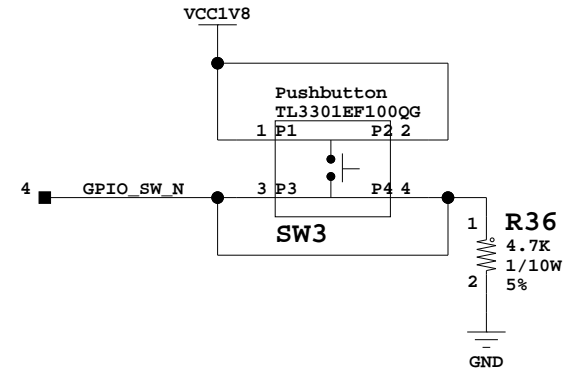 VCC1V8
Pushbutton
TL3301EF100QG
1 P1 P2 2
4 GPIO_SW_N 3 P3 P4 4
SW3
1 R36
4.7K
1/10W
2 5%
GND